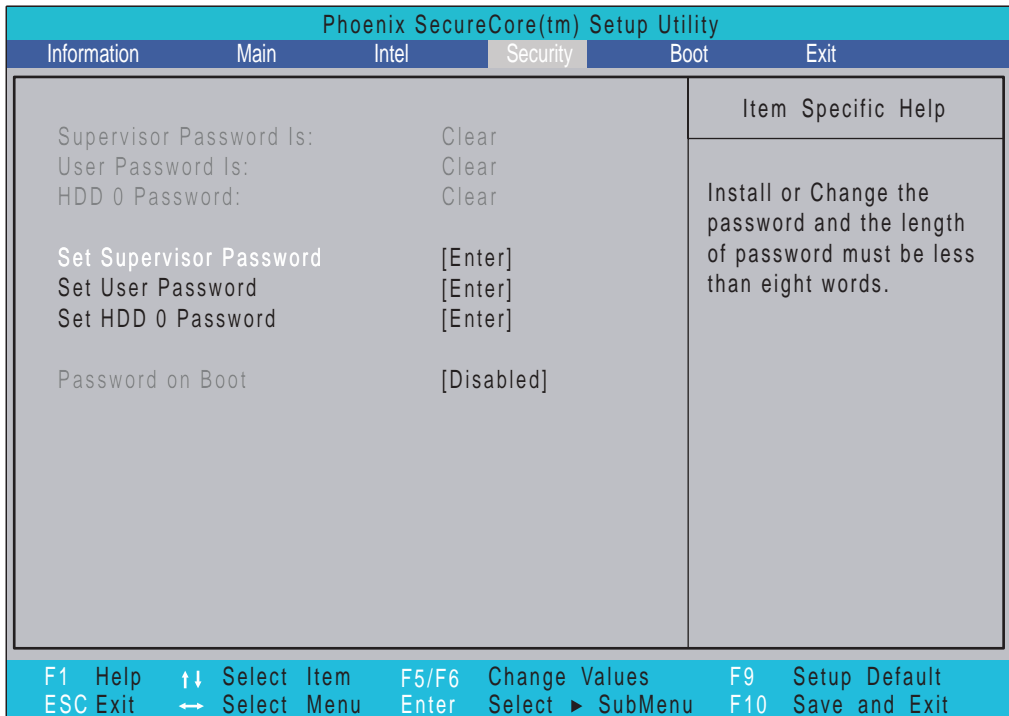 Phoenix SecureCore(tm) Setup Utility
Information Main Intel Security Boot Exit
Item Specific Help
Supervisor Password Is: Clear
User Password Is: Clear
HDD 0 Password: Clear
Set Supervisor Password [Enter]
Set User Password [Enter]
Set HDD 0 Password [Enter]
Password on Boot [Disabled]
Install or Change the
password and the length
of password must be less
than eight words.
F1 Help ↑↓ Select Item F5/F6 Change Values F9 Setup Default
ESC Exit ↔ Select Menu Enter Select ► SubMenu F10 Save and Exit